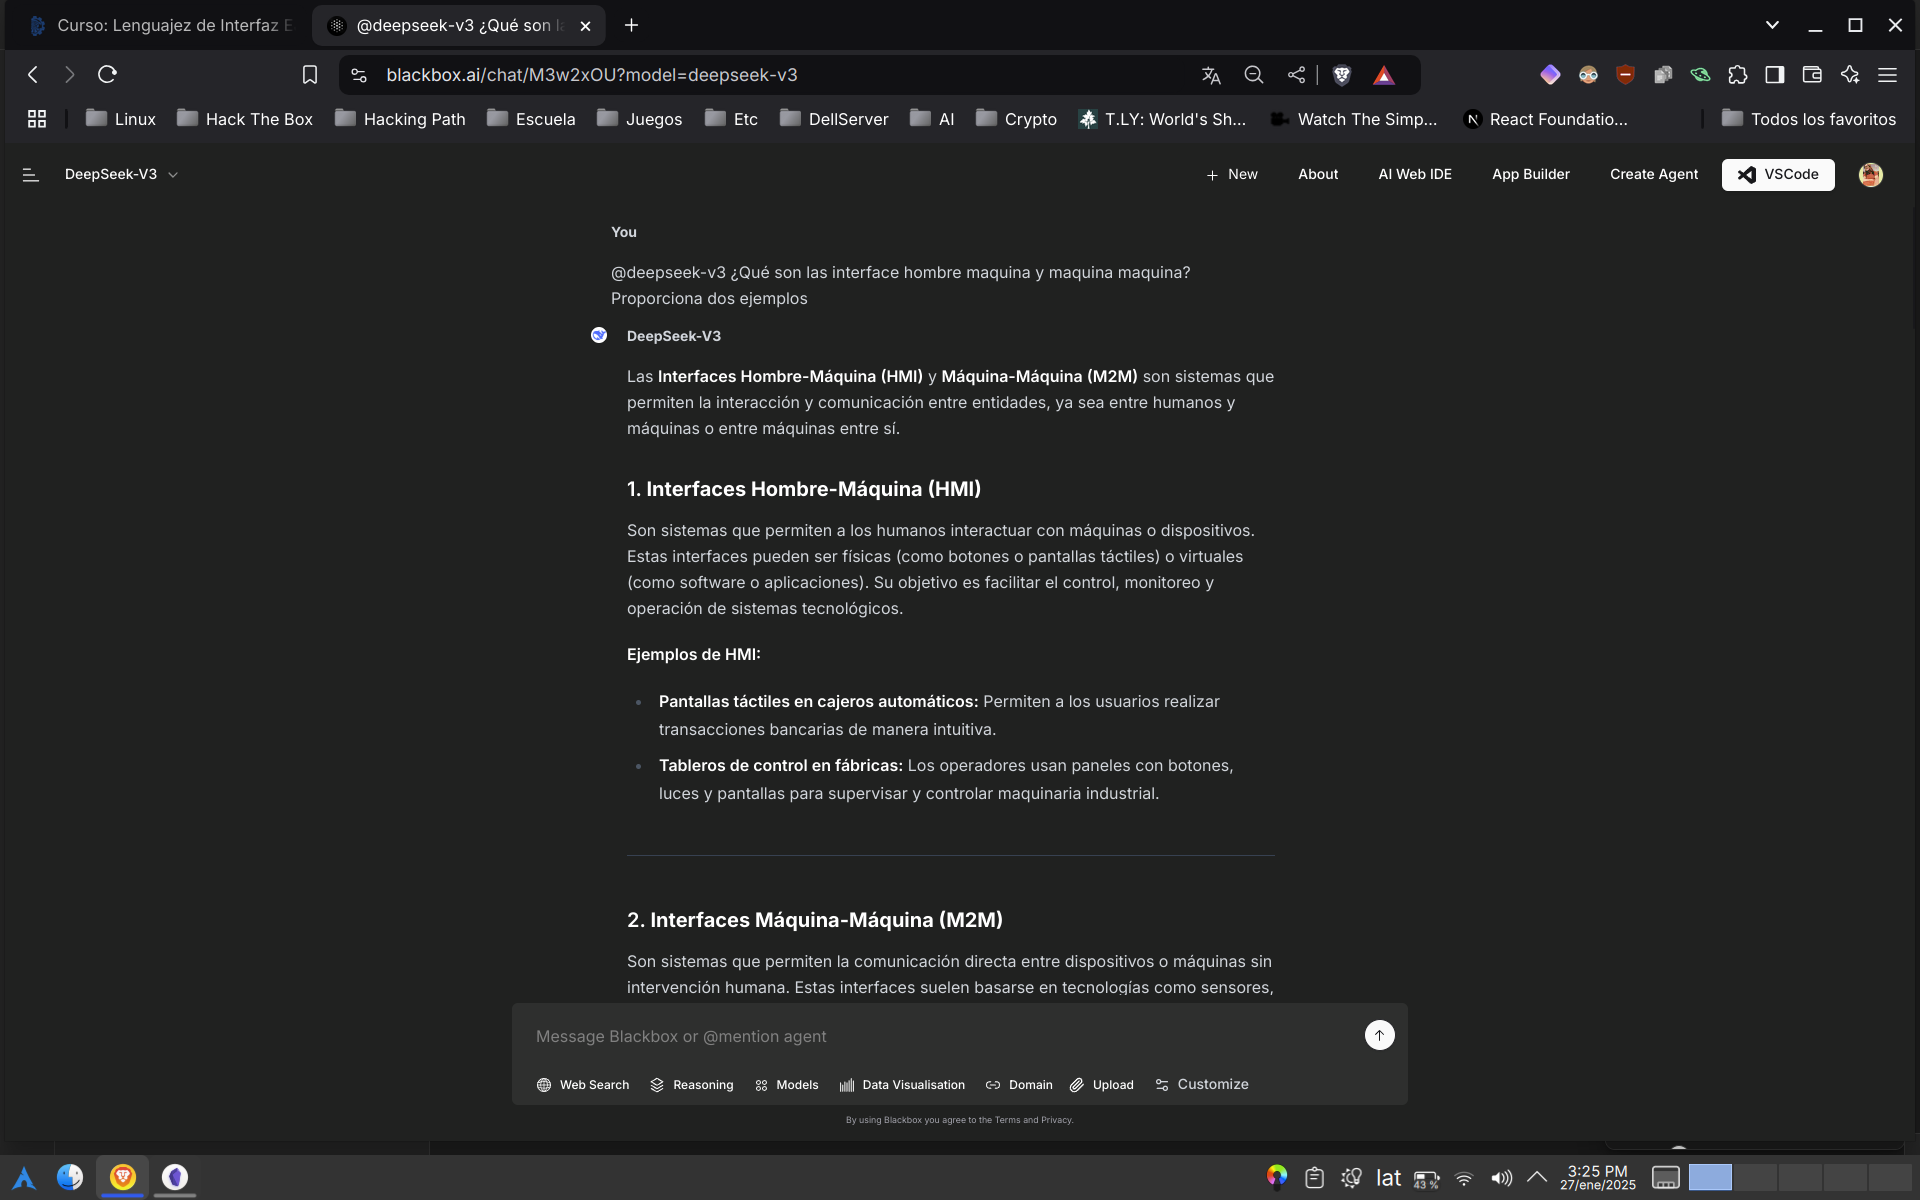 Curso: Lenguajez de Interfaz E
@deepseek-v3 ¿Qué son la
blackbox.ai/chat/M3w2xOU?model=deepseek-v3
Linux
Hack The Box
Hacking Path
Escuela
Juegos
Etc
DellServer
AI
Crypto
T.LY: World's Sh...
Watch The Simp...
React Foundatio...
Todos los favoritos
DeepSeek-V3
New
About
AI Web IDE
App Builder
Create Agent
VSCode
You
@deepseek-v3 ¿Qué son las interface hombre maquina y maquina maquina?
Proporciona dos ejemplos
DeepSeek-V3
Las Interfaces Hombre-Máquina (HMI) y Máquina-Máquina (M2M) son sistemas que
permiten la interacción y comunicación entre entidades, ya sea entre humanos y
máquinas o entre máquinas entre sí.
1. Interfaces Hombre-Máquina (HMI)
Son sistemas que permiten a los humanos interactuar con máquinas o dispositivos.
Estas interfaces pueden ser físicas (como botones o pantallas táctiles) o virtuales
(como software o aplicaciones). Su objetivo es facilitar el control, monitoreo y
operación de sistemas tecnológicos.
Ejemplos de HMI:
Pantallas táctiles en cajeros automáticos: Permiten a los usuarios realizar
transacciones bancarias de manera intuitiva.
Tableros de control en fábricas: Los operadores usan paneles con botones,
luces y pantallas para supervisar y controlar maquinaria industrial.
2. Interfaces Máquina-Máquina (M2M)
Son sistemas que permiten la comunicación directa entre dispositivos o máquinas sin
intervención humana. Estas interfaces suelen basarse en tecnologías como sensores,
Message Blackbox or @mention agent
Web Search
Reasoning
Models
Data Visualisation
Domain
Upload
Customize
By using Blackbox you agree to the Terms and Privacy.
lat
43 %
3:25 PM
27/ene/2025